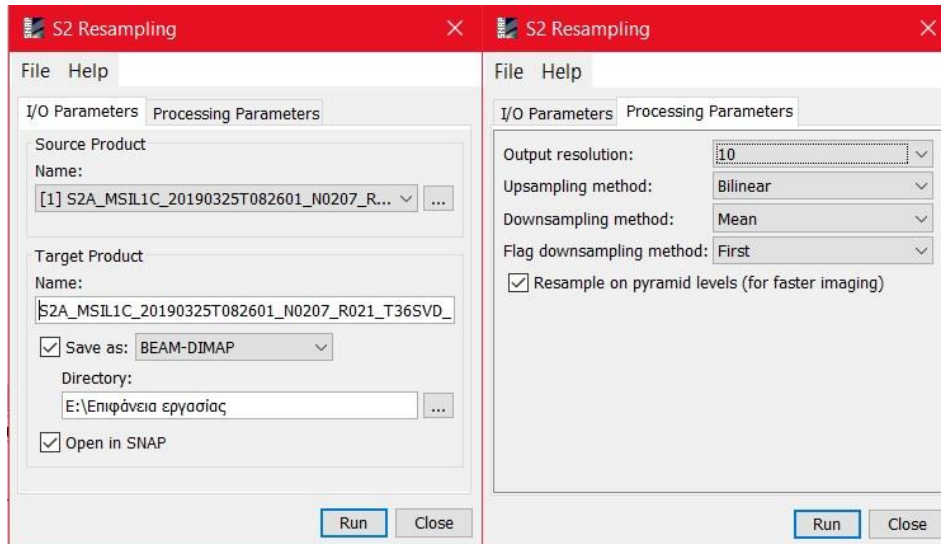 S2 Resampling
File Help
I/O Parameters Processing Parameters
Source Product
Name:
[1] S2A_MSIL1C_20190325T082601_N0207_R... ...
Target Product
Name:
S2A_MSIL1C_20190325T082601_N0207_R021_T36SVD_
Save as: BEAM-DIMAP
Directory:
E:\Επιφάνεια εργασίας ...
Open in SNAP
Run Close
S2 Resampling
File Help
I/O Parameters Processing Parameters
Output resolution: 10
Upsampling method: Bilinear
Downsampling method: Mean
Flag downsampling method: First
Resample on pyramid levels (for faster imaging)
Run Close